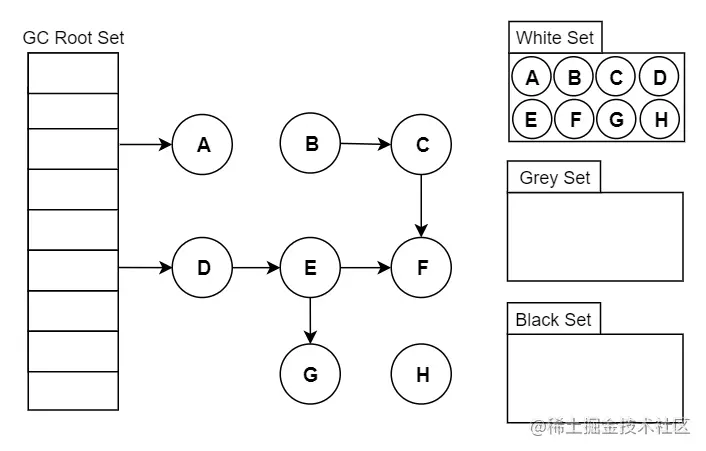 GC Root Set
White Set
A B C D
E F G H
A B C
D E F
G H
Grey Set
Black Set
@稀土掘金技术社区